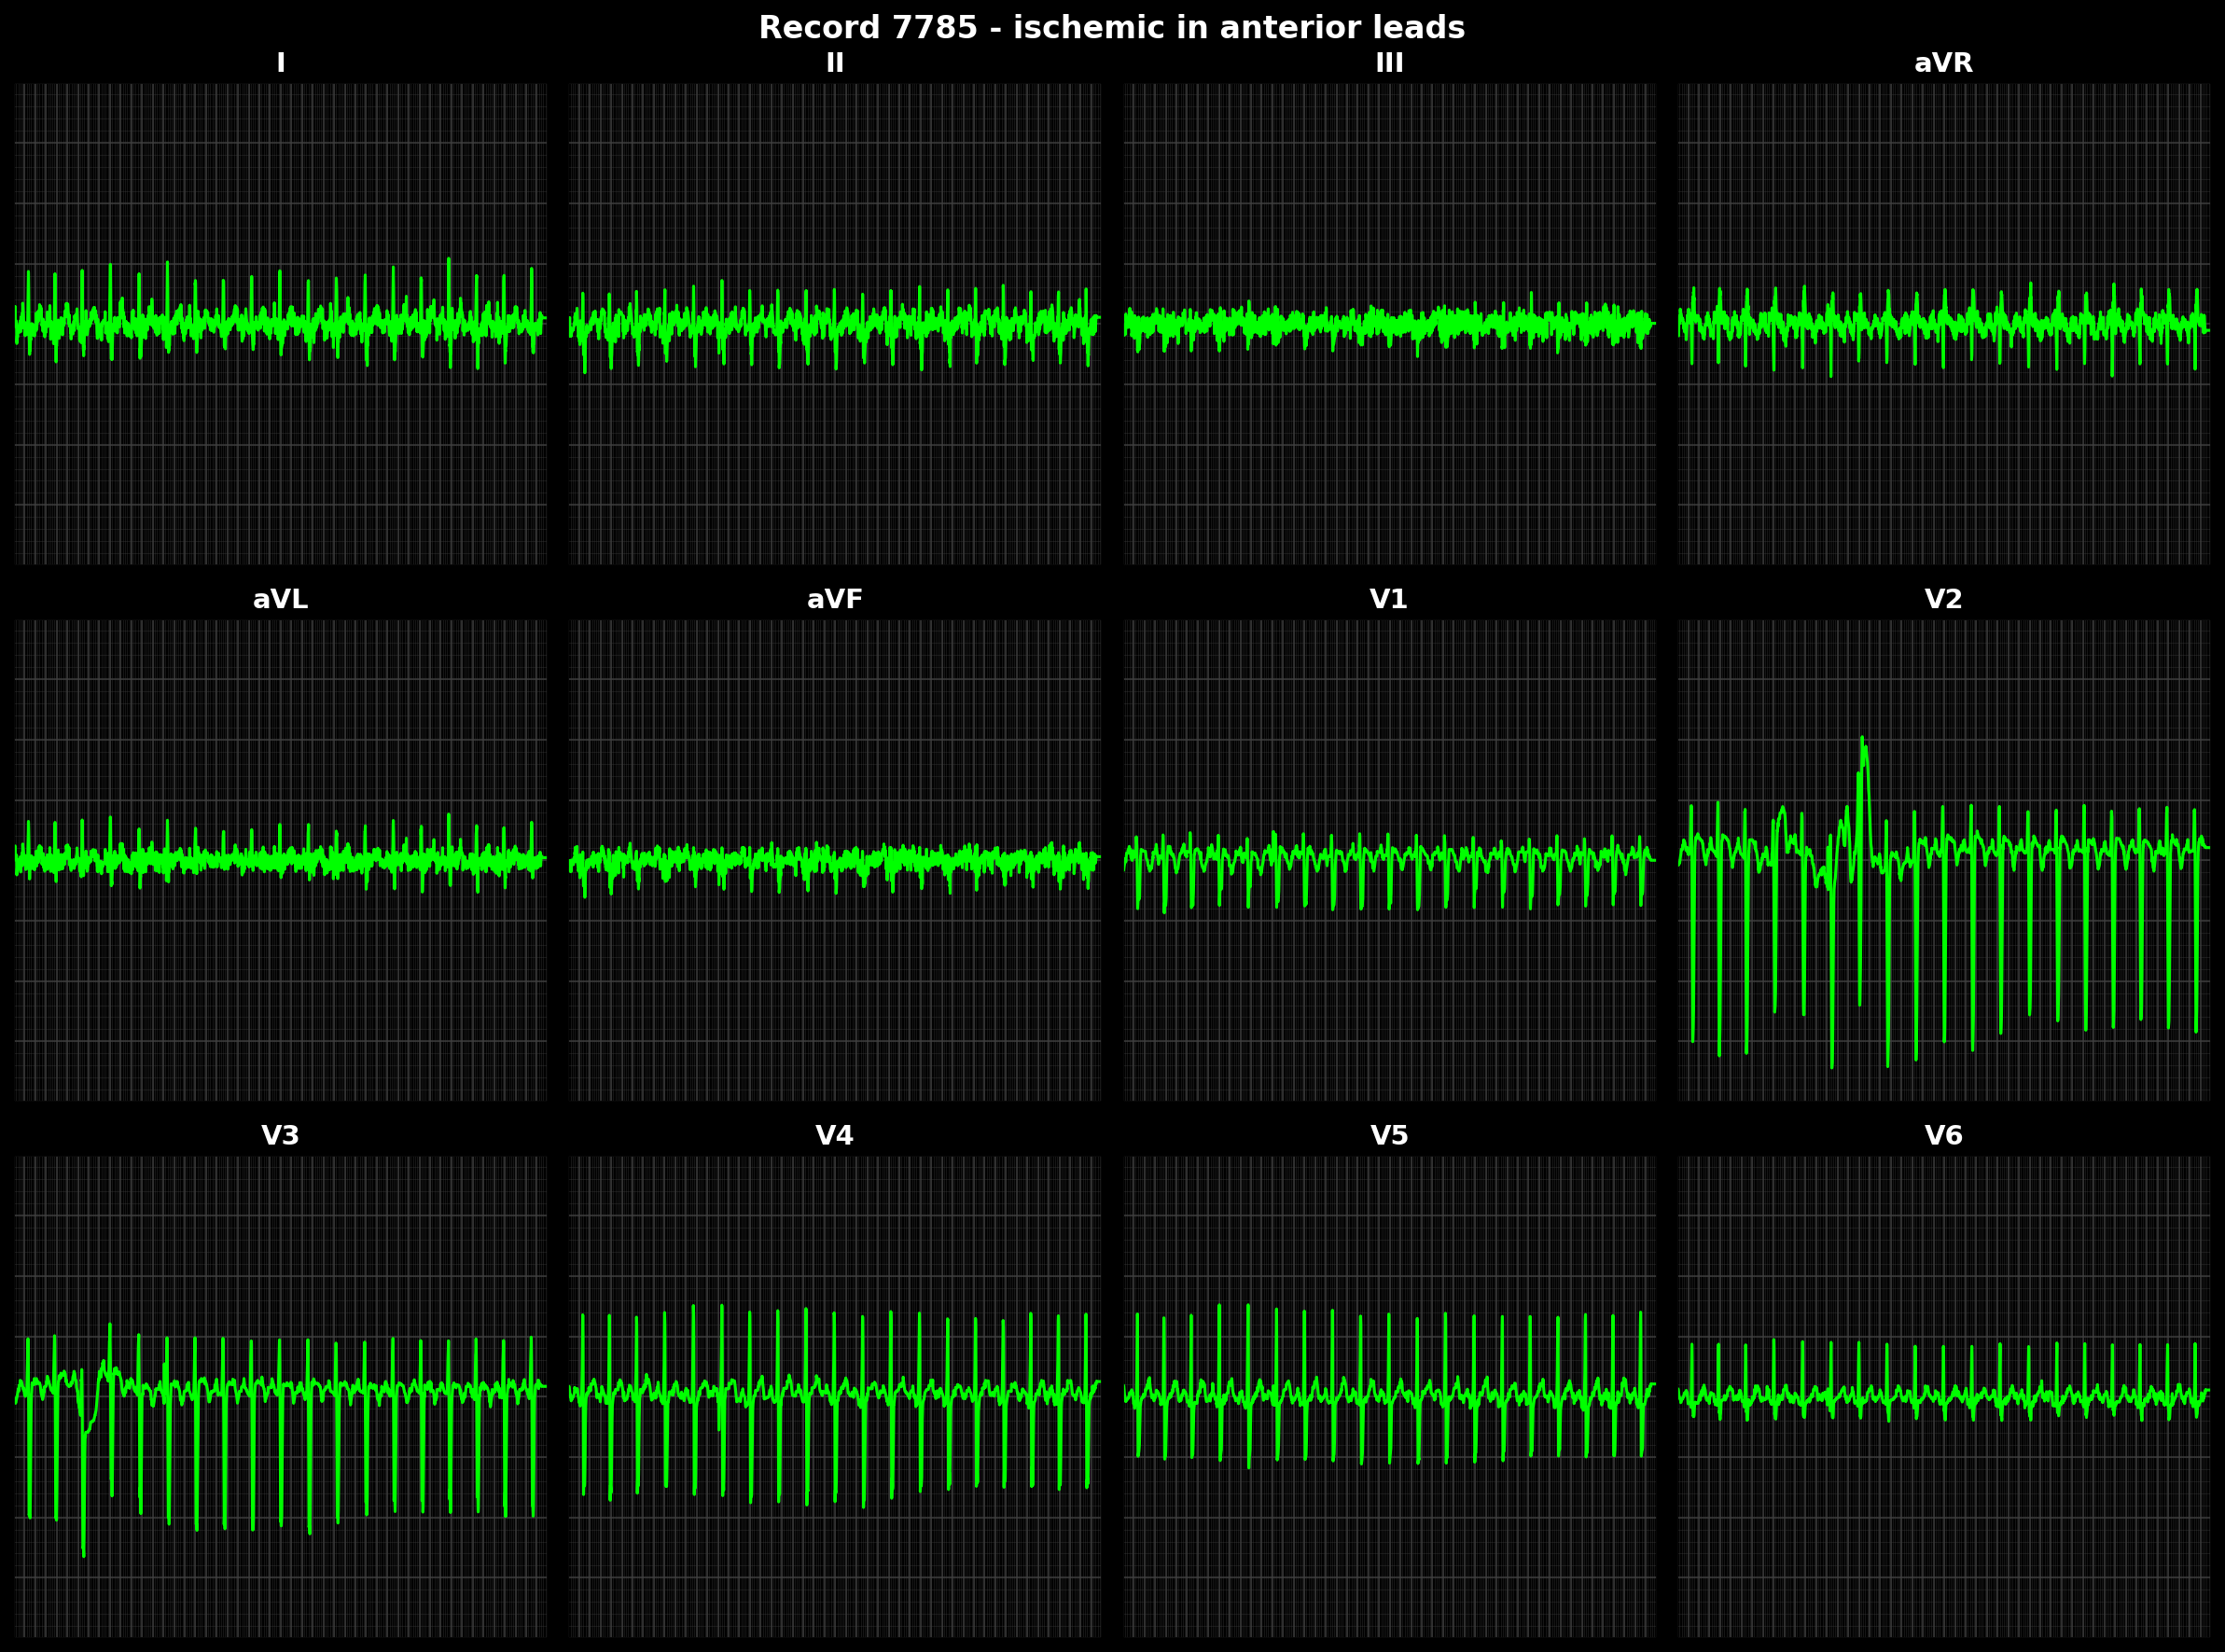 Record 7785 - ischemic in anterior leads
I
II
III
aVR
aVL
aVF
V1
V2
V3
V4
V5
V6